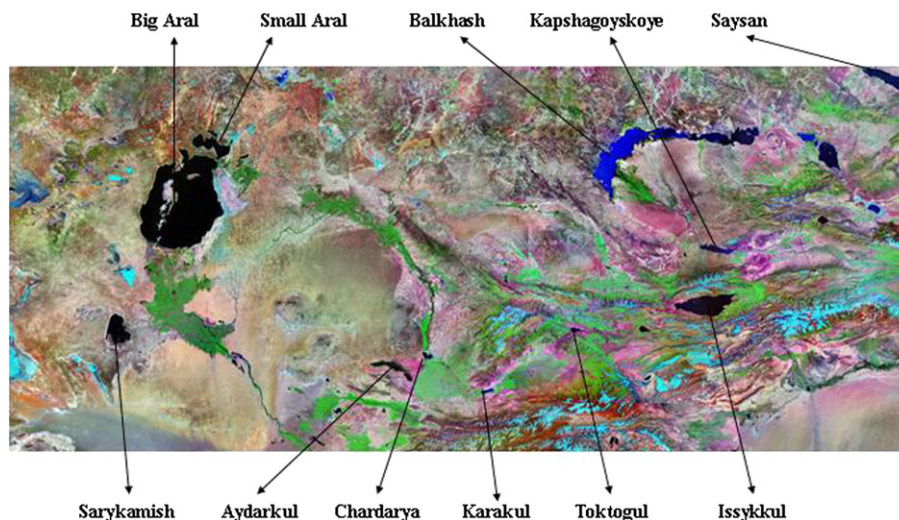 Big Aral Small Aral Balkhash Kapshagoyskoye Saysan
Sarykamish Aydarkul Chardarya Karakul Toktogul Issykkul